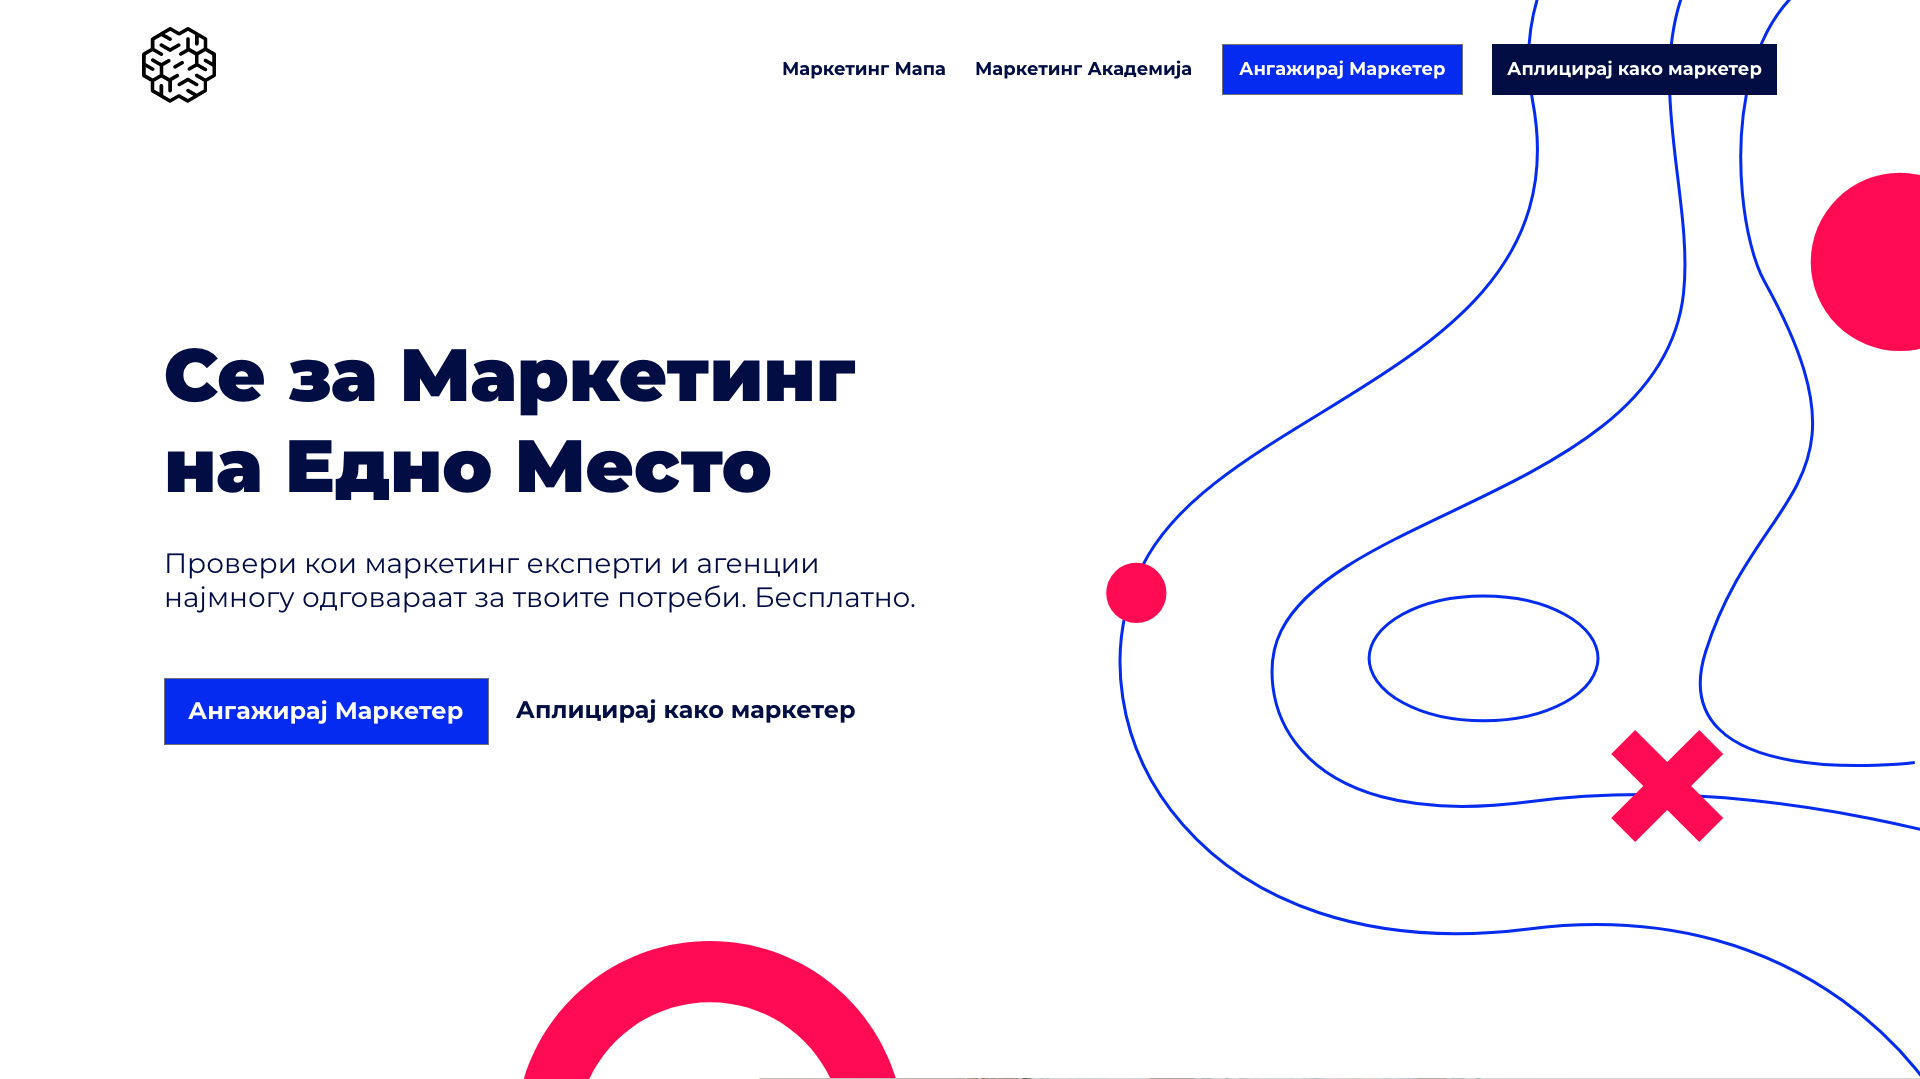 Маркетинг Мапа
Маркетинг Академија
Ангажирај Маркетер
Аплицирај како маркетер
Се за Маркетинг
на Едно Место
Провери кои маркетинг експерти и агенции
најмногу одговараат за твоите потреби. Бесплатно.
Ангажирај Маркетер
Аплицирај како маркетер